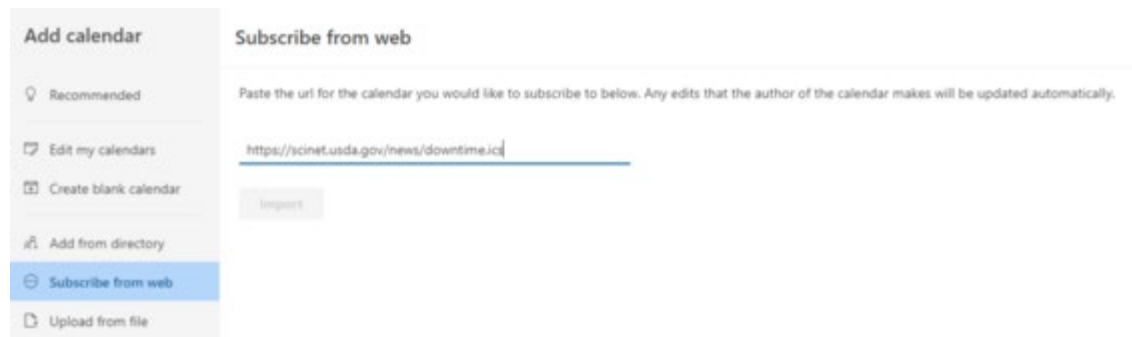 Add calendar
Recommended
Edit my calendars
Create blank calendar
Add from directory
Subscribe from web
Upload from file
Subscribe from web
Paste the url for the calendar you would like to subscribe to below. Any edits that the author of the calendar makes will be updated automatically.
https://scinet.usda.gov/news/downtime.ics
Import